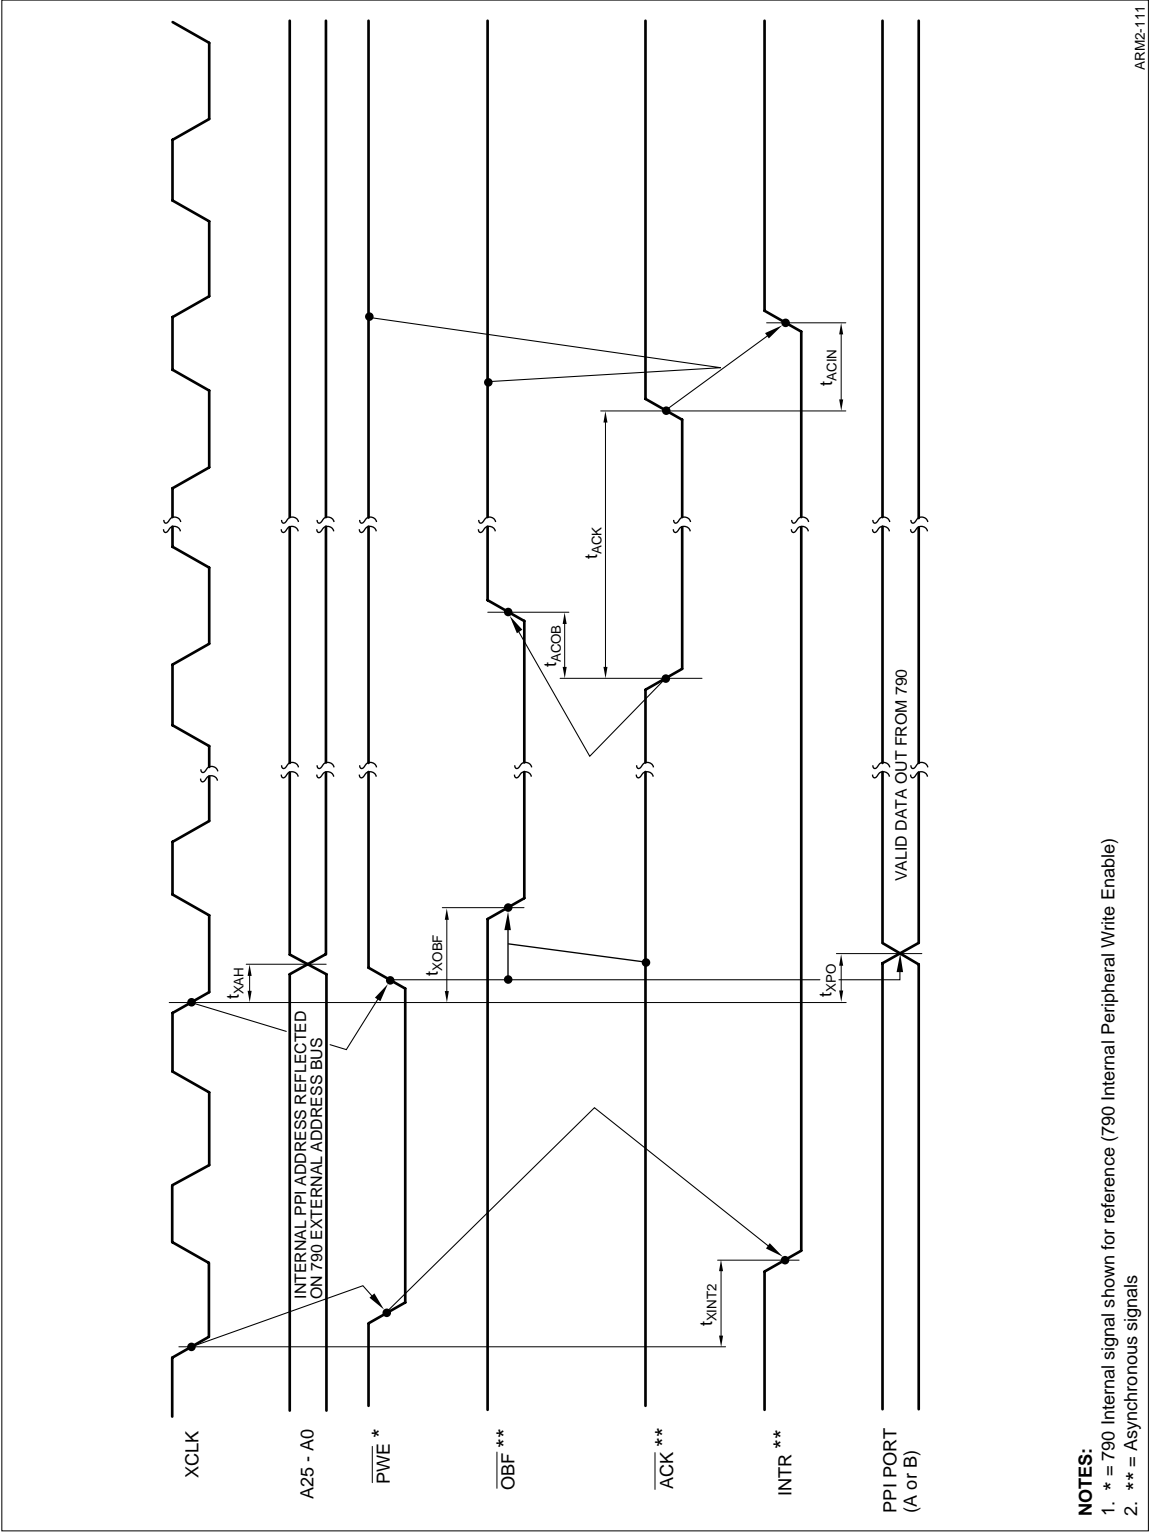 XCLK
A25 - A0
PWE *
OBF **
ACK **
INTR **
PPI PORT
(A or B)
INTERNAL PPI ADDRESS REFLECTED
ON 790 EXTERNAL ADDRESS BUS
tXAH
tXOBF
tACOB
tACK
tXINT2
tACIN
tXPO
VALID DATA OUT FROM 790
NOTES:
1. * = 790 Internal signal shown for reference (790 Internal Peripheral Write Enable)
2. ** = Asynchronous signals
ARM2-111